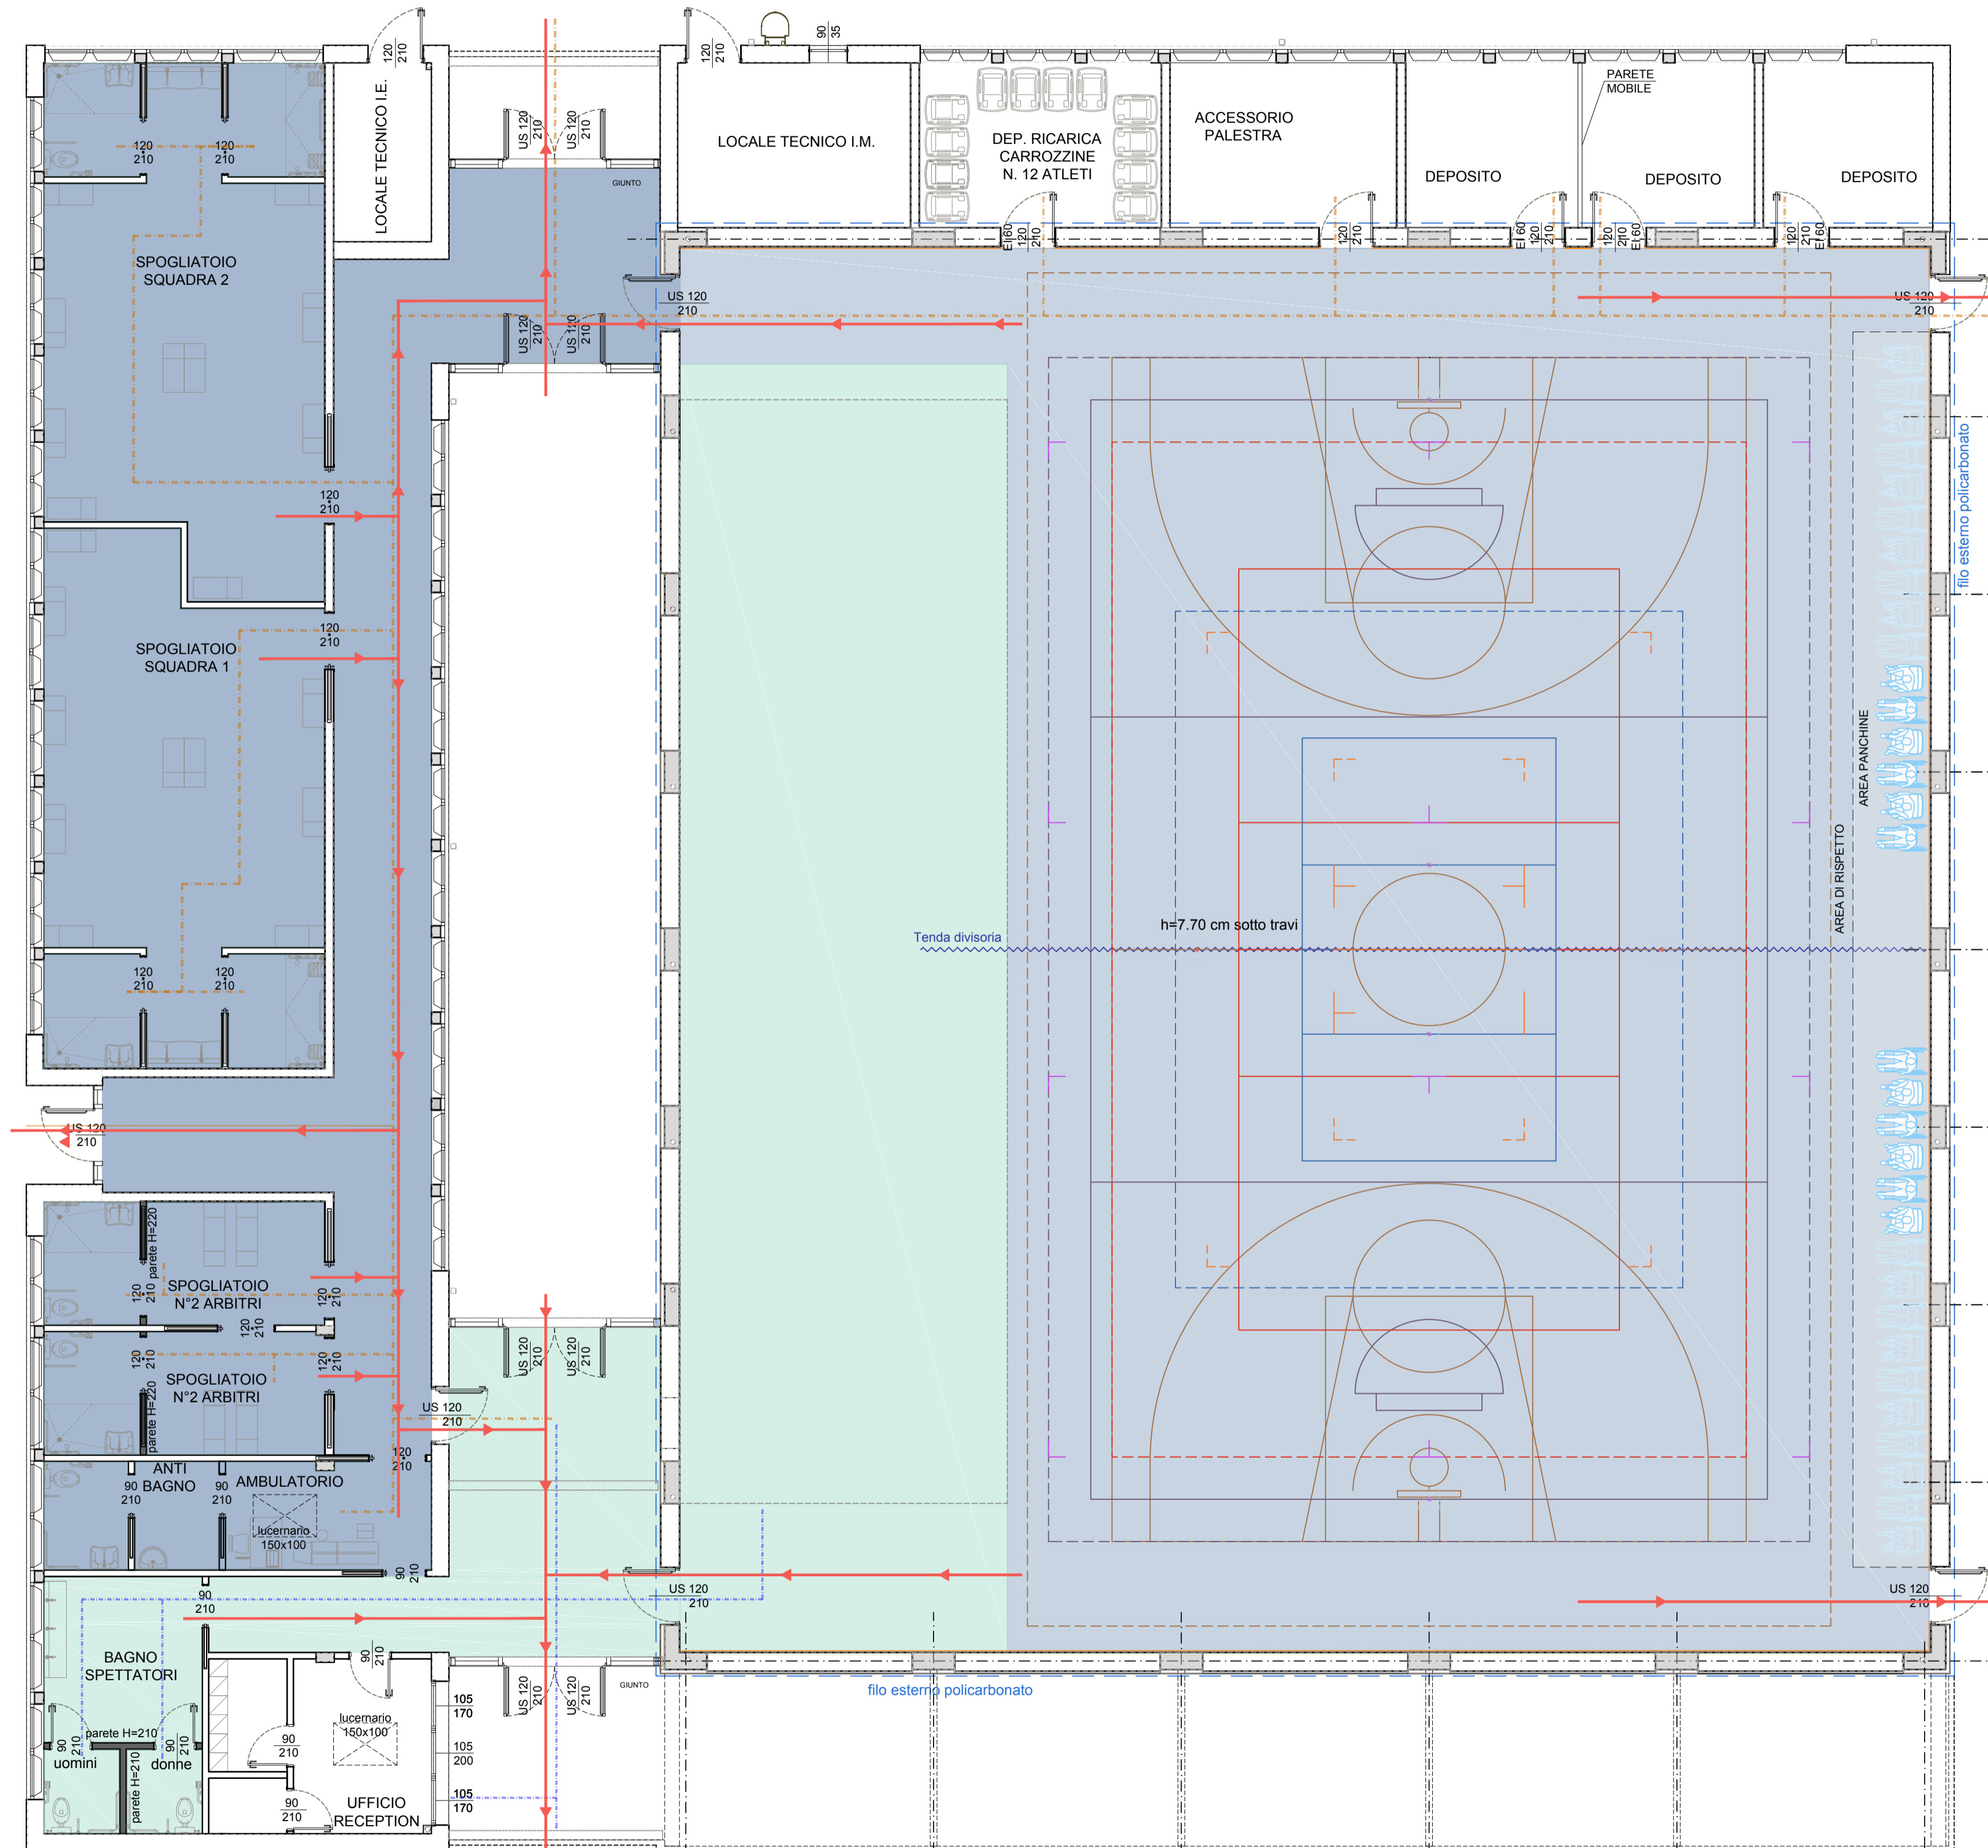 120
210
LOCALE TECNICO I.E.
US 120
210
US 120
210
GIUNTO
120
210
90
35
LOCALE TECNICO I.M.
DEP. RICARICA
CARROZZINE
N. 12 ATLETI
ACCESSORIO
PALESTRA
PARETE
MOBILE
DEPOSITO
DEPOSITO
DEPOSITO
120
210
120
210
SPOGLIATOIO
SQUADRA 2
EI 60
120
210
120
210
EI 60
120
210
120
210
EI 60
120
210
EI 60
US 120
210
US 120
210
US 120
210
US 120
210
filo esterno policarbonato
120
210
120
210
SPOGLIATOIO
SQUADRA 1
AREA PANCHINE
AREA DI RISPETTO
h=7.70 cm sotto travi
Tenda divisoria
120
210
120
210
US 120
210
parete H=220
SPOGLIATOIO
N°2 ARBITRI
120
210
120
210
120
210
120
210
120
210
SPOGLIATOIO
N°2 ARBITRI
parete H=220
US 120
210
US 120
210
US 120
210
120
210
ANTI
BAGNO
AMBULATORIO
90
210
90
210
lucernario
150x100
90
210
90
210
US 120
210
US 120
210
BAGNO
SPETTATORI
90
210
US 120
210
US 120
210
GIUNTO
filo esterno policarbonato
105
170
lucernario
150x100
parete H=210
90
210
90
210
90
210
105
200
uomini
donne
parete H=210
90
210
105
170
UFFICIO
RECEPTION